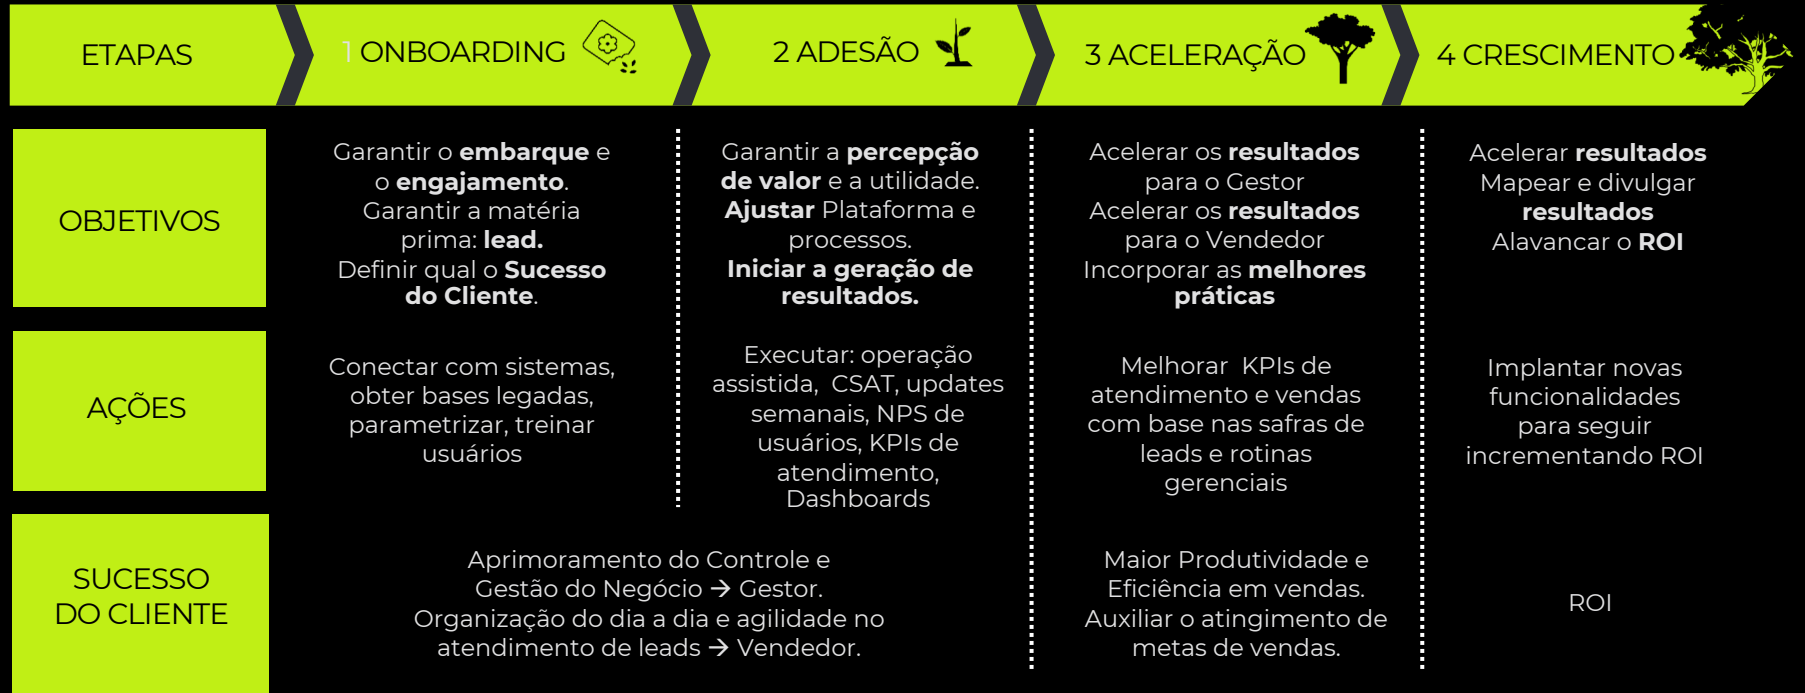 ETAPAS
1 ONBOARDING
2 ADESÃO
3 ACELERAÇÃO
4 CRESCIMENTO
OBJETIVOS
Garantir o embarque e
o engajamento.
Garantir a matéria
prima: lead.
Definir qual o Sucesso
do Cliente.
Garantir a percepção
de valor e a utilidade.
Ajustar Plataforma e
processos.
Iniciar a geração de
resultados.
Acelerar os resultados
para o Gestor
Acelerar os resultados
para o Vendedor
Incorporar as melhores
práticas
Acelerar resultados
Mapear e divulgar
resultados
Alavancar o ROI
AÇÕES
Conectar com sistemas,
obter bases legadas,
parametrizar, treinar
usuários
Executar: operação
assistida, CSAT, updates
semanais, NPS de
usuários, KPIs de
atendimento,
Dashboards
Melhorar KPIs de
atendimento e vendas
com base nas safras de
leads e rotinas
gerenciais
Implantar novas
funcionalidades
para seguir
incrementando ROI
SUCESSO
DO CLIENTE
Aprimoramento do Controle e
Gestão do Negócio → Gestor.
Organização do dia a dia e agilidade no
atendimento de leads → Vendedor.
Maior Produtividade e
Eficiência em vendas.
Auxiliar o atingimento de
metas de vendas.
ROI